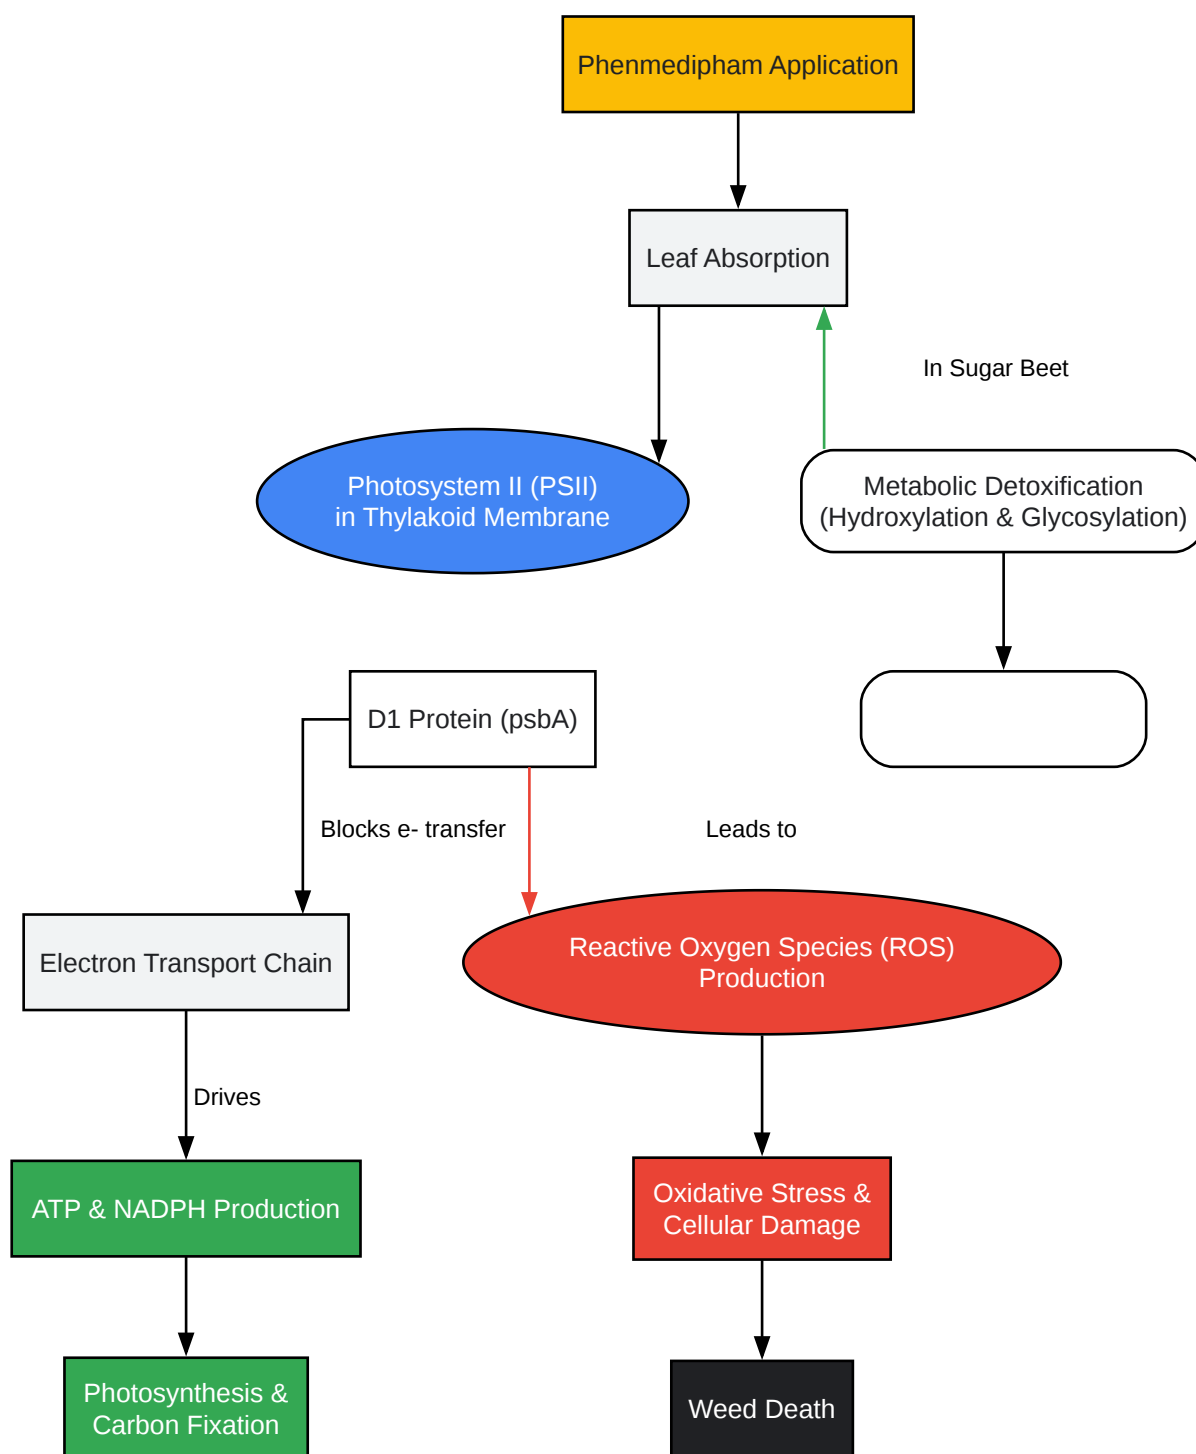 Phenmedipham Application
Leaf Absorption
In Sugar Beet
Photosystem II (PSII)
in Thylakoid Membrane
Metabolic Detoxification
(Hydroxylation & Glycosylation)
D1 Protein (psbA)
Blocks e- transfer
Leads to
Electron Transport Chain
Reactive Oxygen Species (ROS)
Production
Drives
ATP & NADPH Production
Oxidative Stress &
Cellular Damage
Photosynthesis &
Carbon Fixation
Weed Death